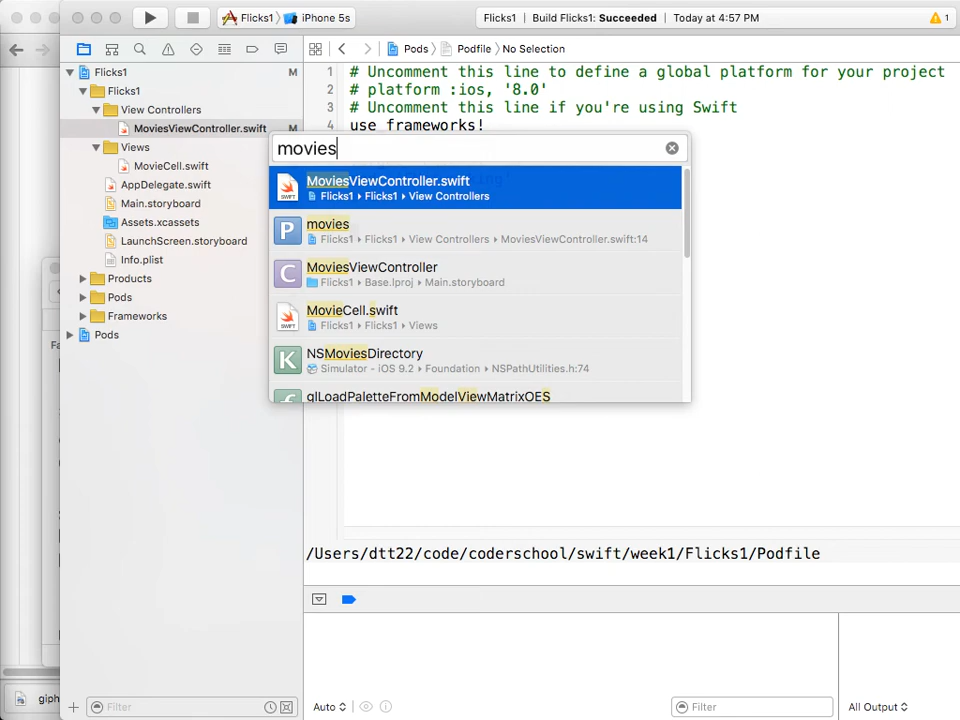 Flicks1 iPhone 5s
Flicks1 | Build Flicks1: Succeeded | Today at 4:57 PM
1
Pods Podfile No Selection
Flicks1 M
Flicks1
View Controllers
MoviesViewController.swift M
Views
MovieCell.swift
AppDelegate.swift
Main.storyboard
Assets.xcassets
LaunchScreen.storyboard
Info.plist
Products
Pods
Frameworks
Pods
1 # Uncomment this line to define a global platform for your project
2 # platform :ios, '8.0'
3 # Uncomment this line if you're using Swift
4 use_frameworks!
movies
MoviesViewController.swift
Flicks1 ▸ Flicks1 ▸ View Controllers
P movies
Flicks1 ▸ Flicks1 ▸ View Controllers ▸ MoviesViewController.swift:14
C MoviesViewController
Flicks1 ▸ Base.lproj ▸ Main.storyboard
MovieCell.swift
Flicks1 ▸ Flicks1 ▸ Views
K NSMoviesDirectory
Simulator - iOS 9.2 ▸ Foundation ▸ NSPathUtilities.h:74
glLoadPaletteFromModelViewMatrixOES
/Users/dtt22/code/coderschool/swift/week1/Flicks1/Podfile
giph
Filter
Auto
Filter
All Output